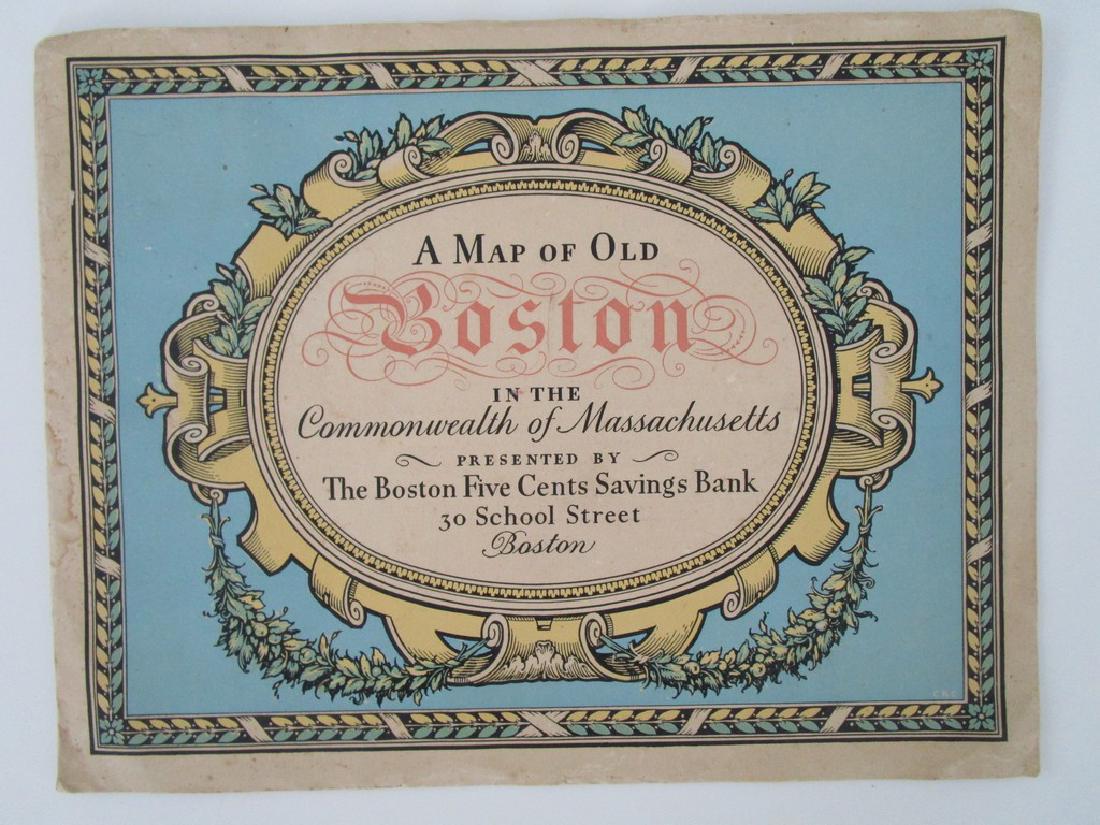 A MAP OF OLD
Boston
IN THE
Commonwealth of Massachusetts
PRESENTED BY
The Boston Five Cents Savings Bank
30 School Street
Boston